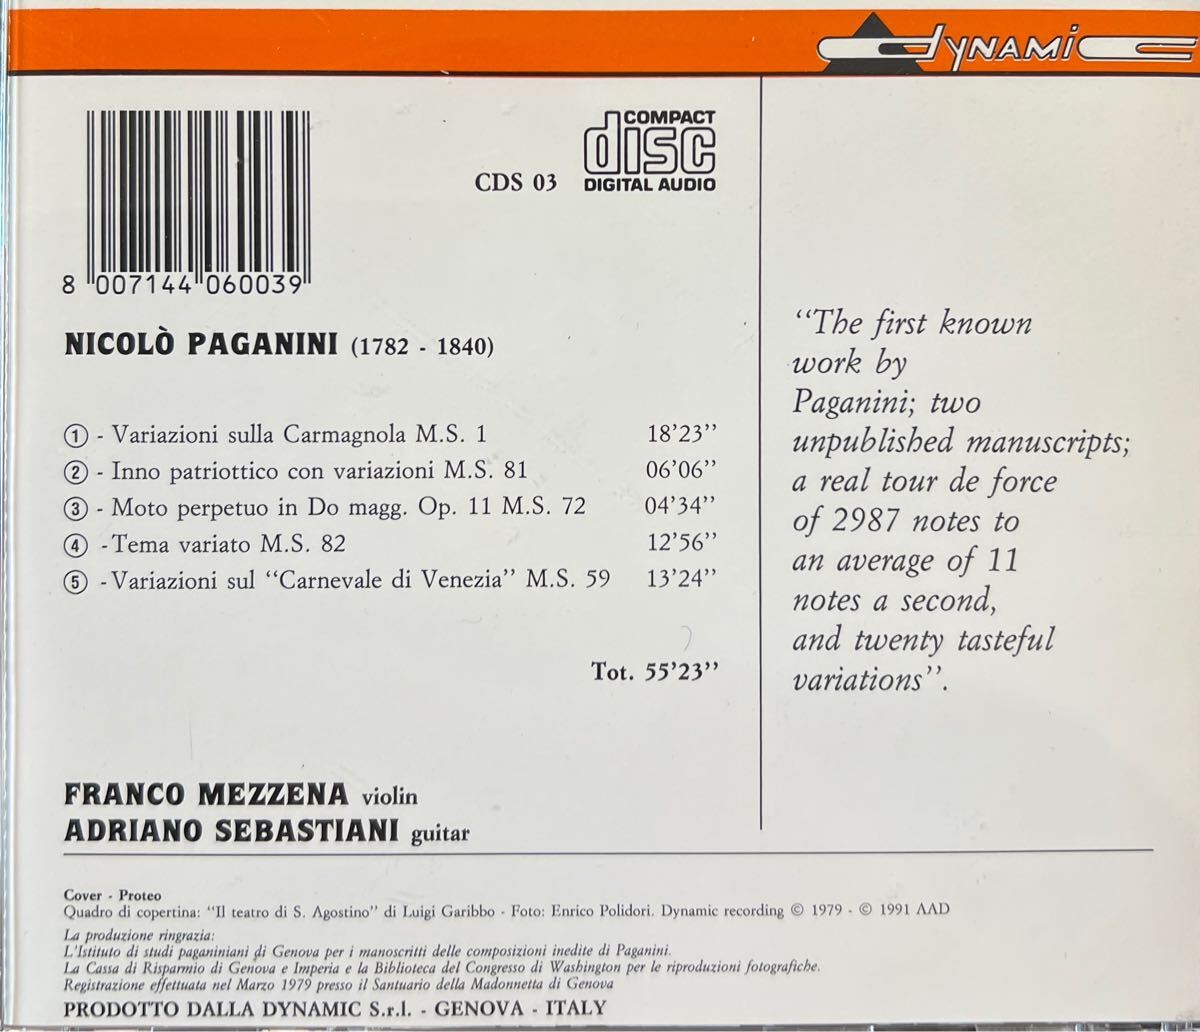 DYNAMIC
COMPACT
disc
DIGITAL AUDIO
CDS 03
8 007144 060039
NICOLÒ PAGANINI (1782 - 1840)
① - Variazioni sulla Carmagnola M.S. 1 18’23’’
② - Inno patriottico con variazioni M.S. 81 06’06’’
③ - Moto perpetuo in Do magg. Op. 11 M.S. 72 04’34’’
④ - Tema variato M.S. 82 12’56’’
⑤ - Variazioni sul “Carnevale di Venezia” M.S. 59 13’24’’
Tot. 55’23’’
FRANCO MEZZENA violin
ADRIANO SEBASTIANI guitar
“The first known
work by
Paganini; two
unpublished manuscripts;
a real tour de force
of 2987 notes to
an average of 11
notes a second,
and twenty tasteful
variations”.
Cover - Proteo
Quadro di copertina: “Il teatro di S. Agostino” di Luigi Garibbo - Foto: Enrico Polidori. Dynamic recording © 1979 - © 1991 AAD
La produzione ringrazia:
L'Istituto di studi paganiniani di Genova per i manoscritti delle composizioni inedite di Paganini.
La Cassa di Risparmio di Genova e Imperia e la Biblioteca del Congresso di Washington per le riproduzioni fotografiche.
Registrazione effettuata nel Marzo 1979 presso il Santuario della Madonnetta di Genova
PRODOTTO DALLA DYNAMIC S.r.l. - GENOVA - ITALY